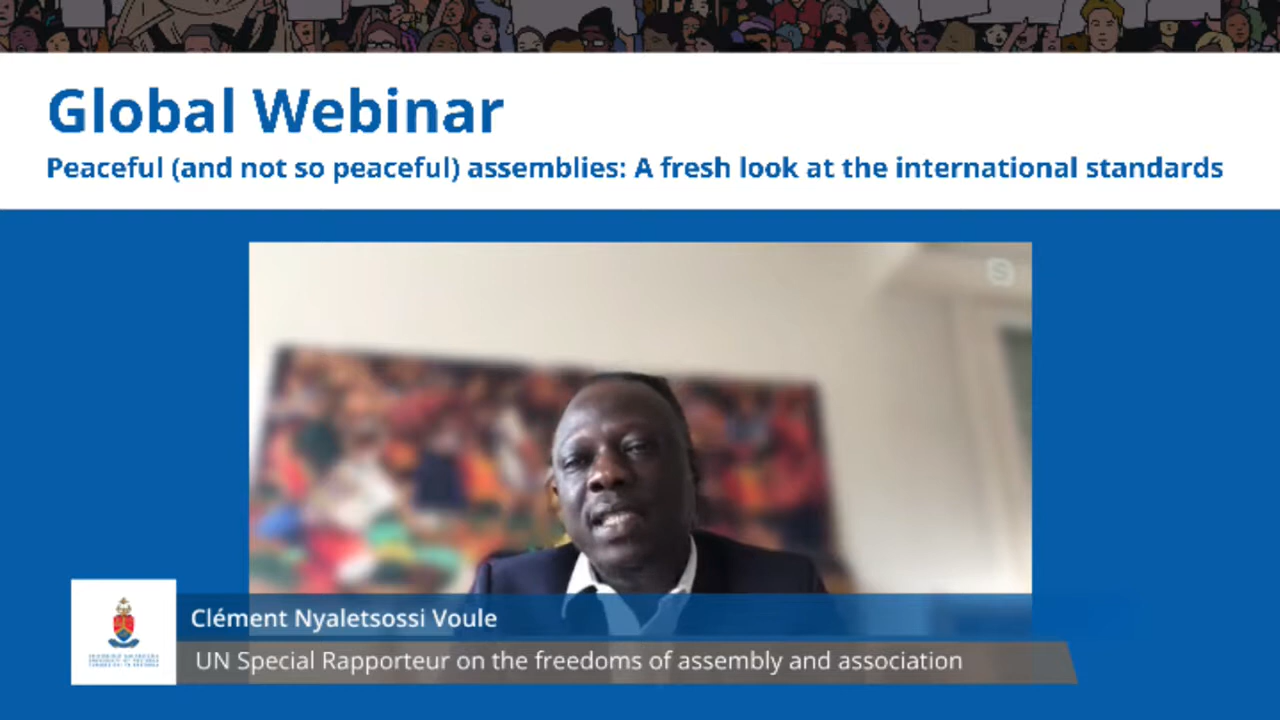 Global Webinar
Peaceful (and not so peaceful) assemblies: A fresh look at the international standards
S
Clément Nyaletsossi Voule
UN Special Rapporteur on the freedoms of assembly and association